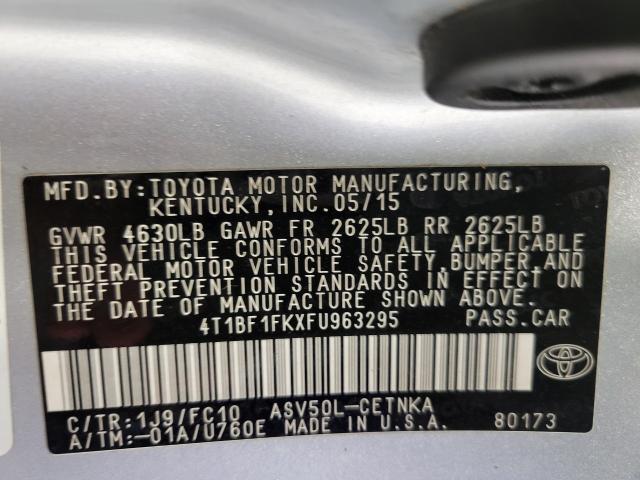 MFD. BY: TOYOTA MOTOR MANUFACTURING,
KENTUCKY, INC. 05/15
GVWR 4630LB GAWR FR 2625LB RR 2625LB
THIS VEHICLE CONFORMS TO ALL APPLICABLE
FEDERAL MOTOR VEHICLE SAFETY, BUMPER, AND
THEFT PREVENTION STANDARDS IN EFFECT ON
THE DATE OF MANUFACTURE SHOWN ABOVE.
4T1BF1FKXFU963295 PASS. CAR
C/TR: 1J9/FC10 ASV50L-CETNKA
A/TM: -01A/U760E MADE IN U.S.A. 80173